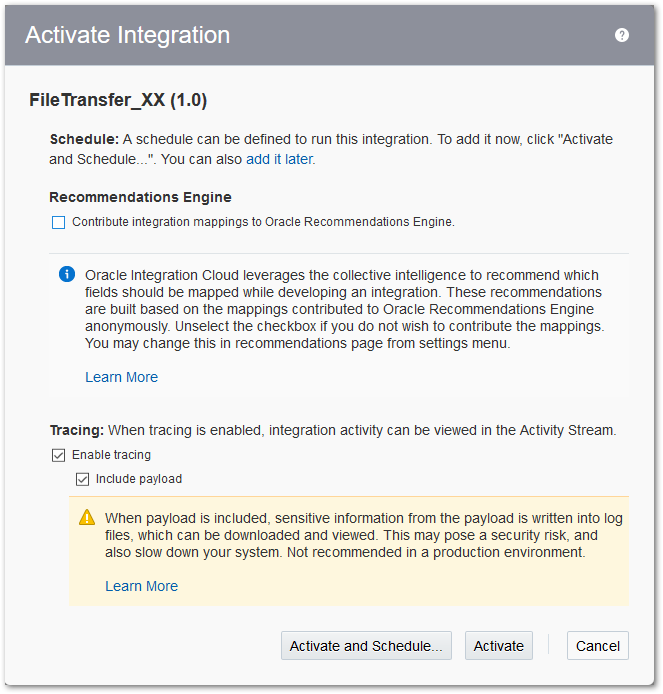 Activate Integration
?
FileTransfer_XX (1.0)
Schedule: A schedule can be defined to run this integration. To add it now, click "Activate
and Schedule...". You can also add it later.
Recommendations Engine
Contribute integration mappings to Oracle Recommendations Engine.
Oracle Integration Cloud leverages the collective intelligence to recommend which
fields should be mapped while developing an integration. These recommendations
are built based on the mappings contributed to Oracle Recommendations Engine
anonymously. Unselect the checkbox if you do not wish to contribute the mappings.
You may change this in recommendations page from settings menu.
Learn More
Tracing: When tracing is enabled, integration activity can be viewed in the Activity Stream.
Enable tracing
Include payload
When payload is included, sensitive information from the payload is written into log
files, which can be downloaded and viewed. This may pose a security risk, and
also slow down your system. Not recommended in a production environment.
Learn More
Activate and Schedule... Activate Cancel